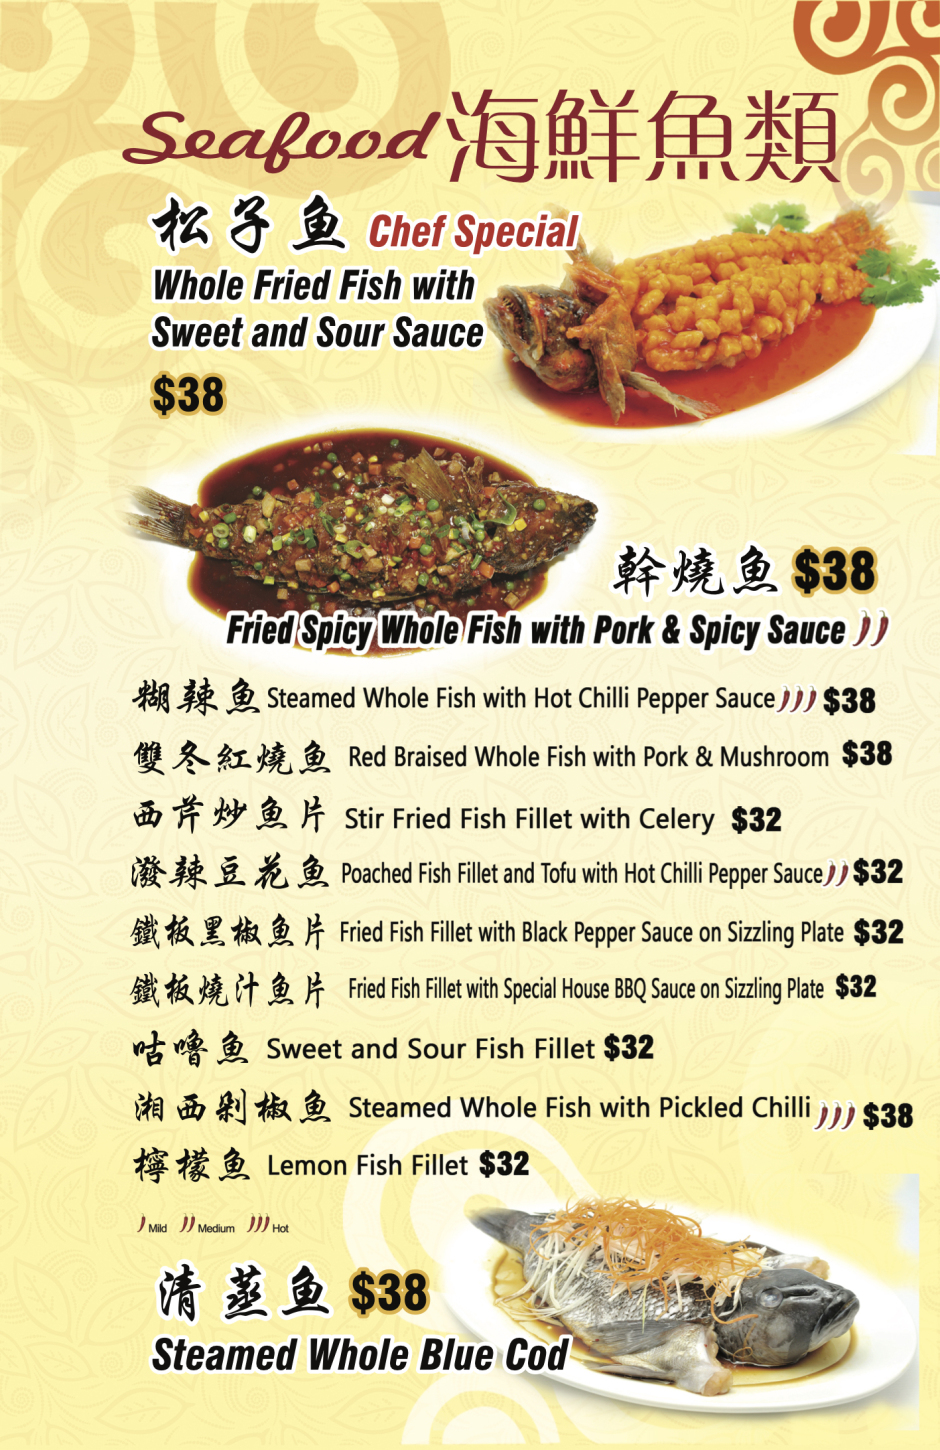 Seafood 海鮮魚類
松子鱼 Chef Special
Whole Fried Fish with
Sweet and Sour Sauce
$38
幹燒魚 $38
Fried Spicy Whole Fish with Pork & Spicy Sauce
糊辣魚 Steamed Whole Fish with Hot Chilli Pepper Sauce $38
雙冬紅燒魚 Red Braised Whole Fish with Pork & Mushroom $38
西芹炒魚片 Stir Fried Fish Fillet with Celery $32
潑辣豆花魚 Poached Fish Fillet and Tofu with Hot Chilli Pepper Sauce $32
鐵板黑椒魚片 Fried Fish Fillet with Black Pepper Sauce on Sizzling Plate $32
鐵板燒汁魚片 Fried Fish Fillet with Special House BBQ Sauce on Sizzling Plate $32
咕嚕魚 Sweet and Sour Fish Fillet $32
湘西剁椒魚 Steamed Whole Fish with Pickled Chilli $38
檸檬魚 Lemon Fish Fillet $32
Mild Medium Hot
清蒸鱼 $38
Steamed Whole Blue Cod